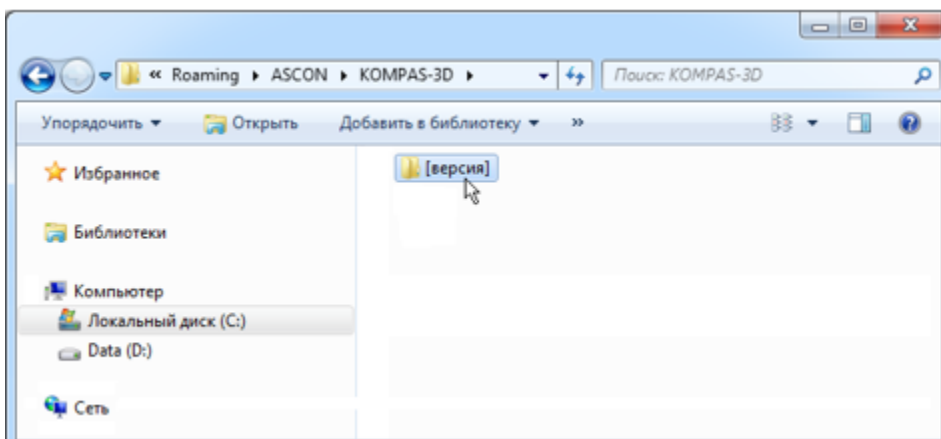 « Roaming ▸ ASCON ▸ KOMPAS-3D ▸ Поиск: KOMPAS-3D
Упорядочить Открыть Добавить в библиотеку »
Избранное
[версия]
Библиотеки
Компьютер
Локальный диск (C:)
Data (D:)
Сеть